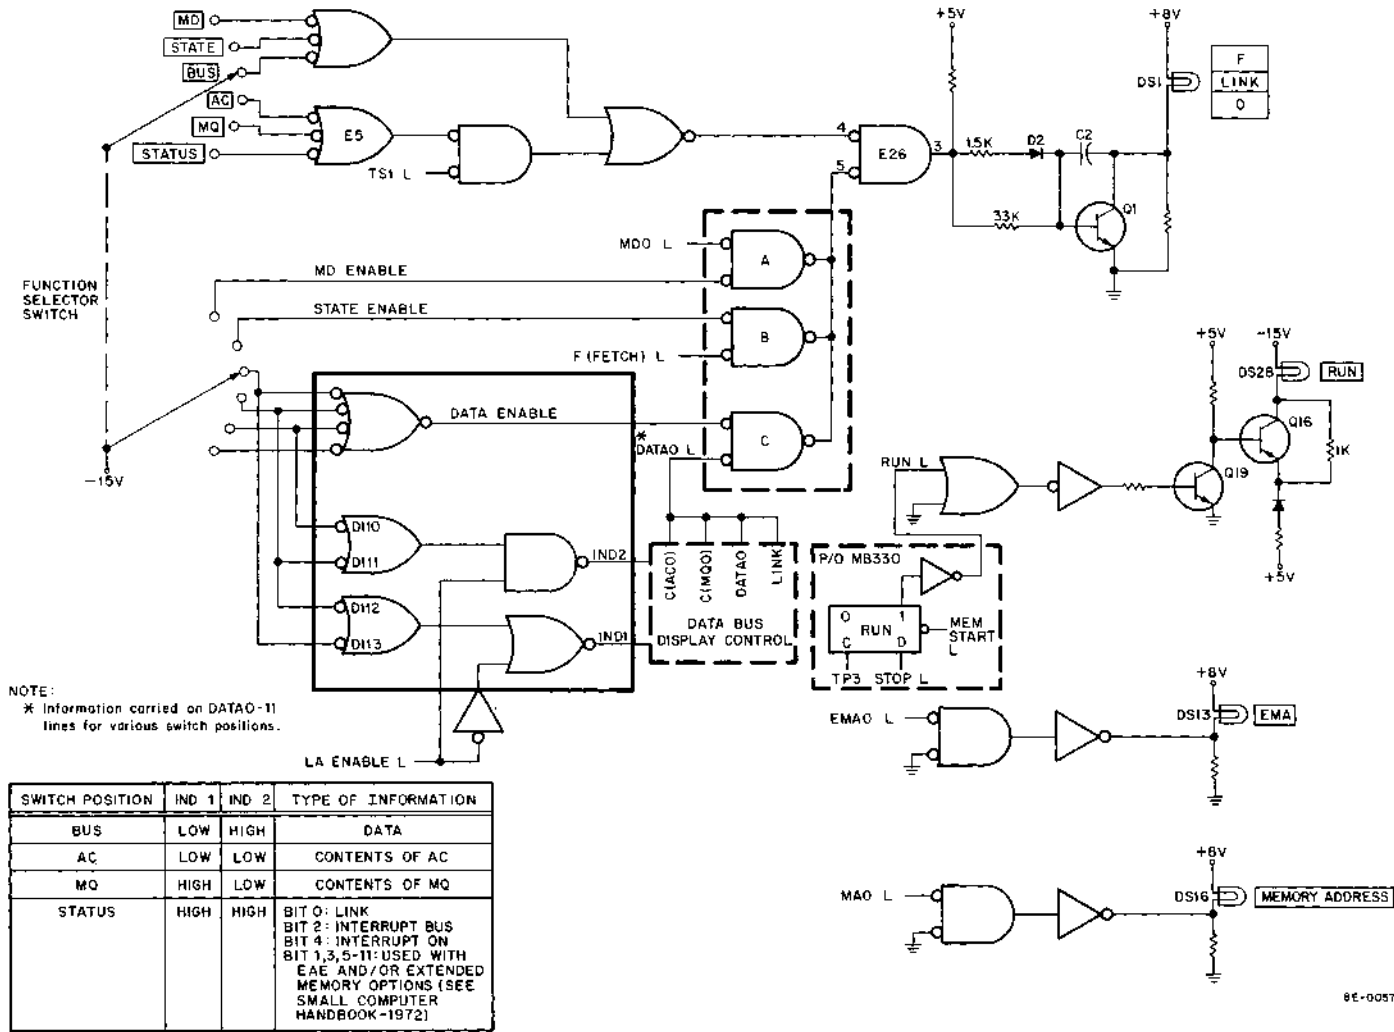 MD
STATE
BUS
AC
MQ
STATUS
E5
TS1 L
4
5
E26
3
+5V
1.5K
D2
C2
33K
Q1
+8V
DS1
F
LINK
0
FUNCTION
SELECTOR
SWITCH
-15V
MD0 L
MD ENABLE
STATE ENABLE
F (FETCH) L
A
B
C
DATA ENABLE
*
DATA0 L
DI10
DI11
DI12
DI13
IND2
IND1
LA ENABLE L
C(AC0)
C(MQ0)
DATA0
LINK
DATA BUS
DISPLAY CONTROL
+5V
-15V
DS28
RUN
Q16
1K
Q19
+5V
RUN L
P/O M8330
0
1
RUN
C
D
MEM
START
L
TP3
STOP L
EMA0 L
+8V
DS13
EMA
MA0 L
+8V
DS16
MEMORY ADDRESS
NOTE:
* Information carried on DATA0-11
lines for various switch positions.
SWITCH POSITION IND 1 IND 2 TYPE OF INFORMATION
BUS LOW HIGH DATA
AC LOW LOW CONTENTS OF AC
MQ HIGH LOW CONTENTS OF MQ
STATUS HIGH HIGH BIT 0: LINK
BIT 2: INTERRUPT BUS
BIT 4: INTERRUPT ON
BIT 1,3,5-11: USED WITH
EAE AND/OR EXTENDED
MEMORY OPTIONS (SEE
SMALL COMPUTER
HANDBOOK-1972)
8E-0057